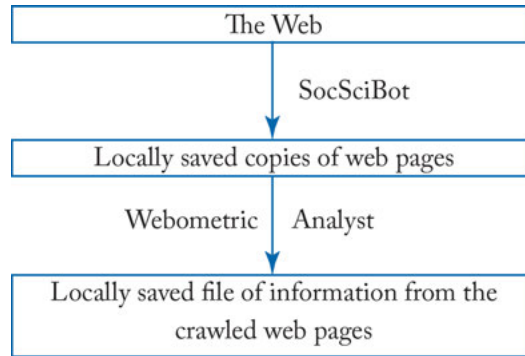 The Web
SocSciBot
Locally saved copies of web pages
Webometric Analyst
Locally saved file of information from the
crawled web pages